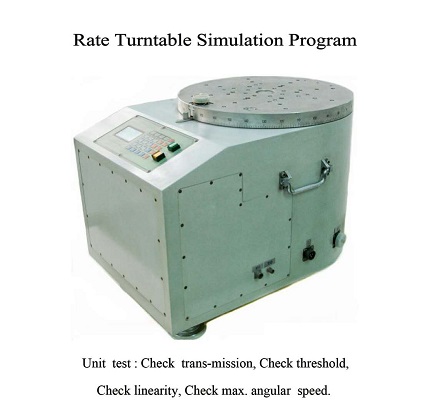 Rate Turntable Simulation Program
Unit test : Check trans-mission, Check threshold,
Check linearity, Check max. angular speed.